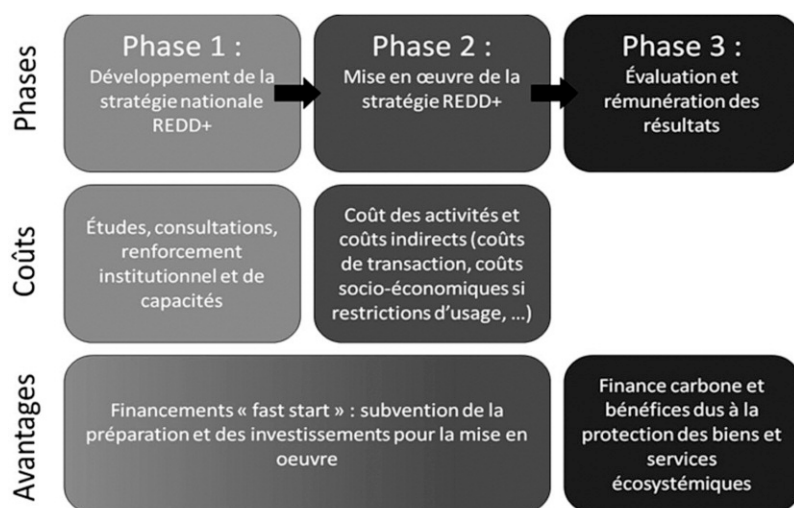 Phases
Phase 1 :
Développement de la
stratégie nationale
REDD+
Phase 2 :
Mise en œuvre de la
stratégie REDD+
Phase 3 :
Évaluation et
rémunération des
résultats
Coûts
Études, consultations,
renforcement
institutionnel et de
capacités
Coût des activités et
coûts indirects (coûts
de transaction, coûts
socio-économiques si
restrictions d’usage, ...)
Avantages
Financements « fast start » : subvention de la
préparation et des investissements pour la mise en
oeuvre
Finance carbone et
bénéfices dus à la
protection des biens et
services
écosystémiques